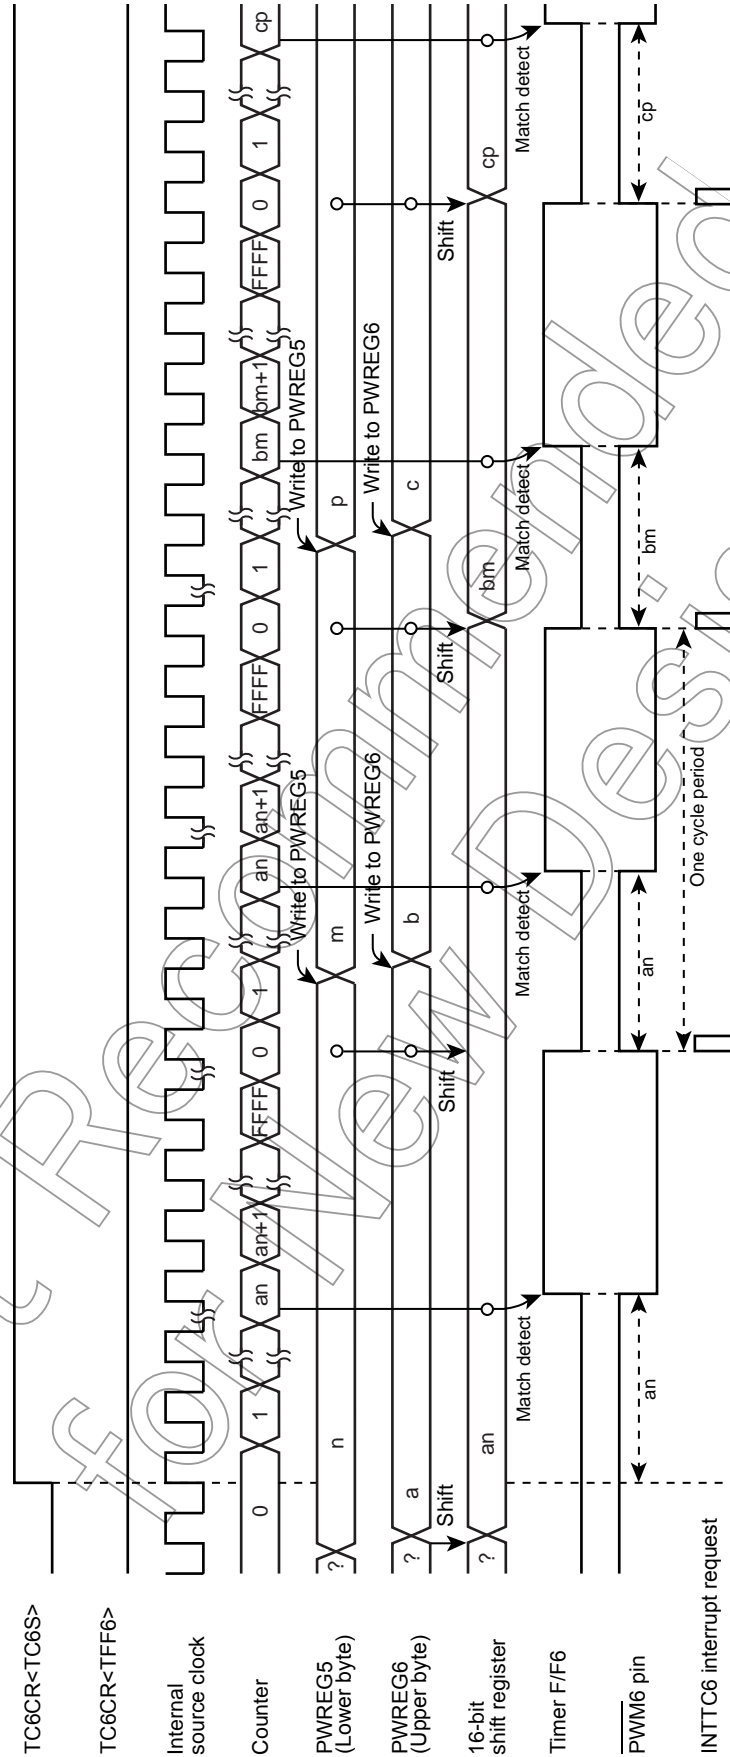 TC6CR<TC6S>
TC6CR<TFF6>
Internal
source clock
Counter
0
1
an
an+1
FFFF
0
1
an
an+1
FFFF
0
1
bm
bm+1
FFFF
0
1
cp
Write to PWREG5
Write to PWREG5
PWREG5
(Lower byte)
?
n
m
p
Write to PWREG6
Write to PWREG6
PWREG6
(Upper byte)
?
a
b
c
Shift
Shift
Shift
Shift
16-bit
shift register
?
an
bm
cp
Match detect
Match detect
Match detect
Match detect
Timer F/F6
PWM6 pin
an
an
bm
cp
One cycle period
INTTC6 interrupt request
t Recommended
for New Desi